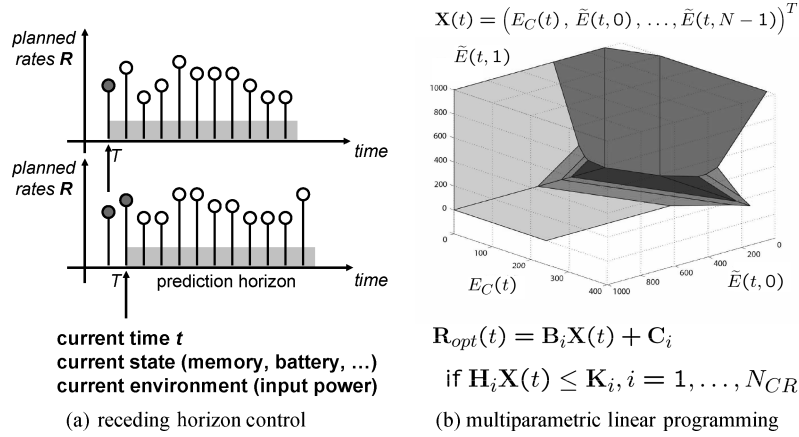 planned
rates R
T
time
planned
rates R
T
prediction horizon
time
current time t
current state (memory, battery, …)
current environment (input power)
(a) receding horizon control
X(t) = (E_C(t), Ẽ(t,0), …, Ẽ(t,N − 1))^T
Ẽ(t,1)
1000
800
600
400
200
0
0
100
200
300
400
E_C(t)
1000
800
600
400
200
0
Ẽ(t,0)
R_opt(t) = B_iX(t) + C_i
if H_iX(t) ≤ K_i, i = 1, …, N_CR
(b) multiparametric linear programming